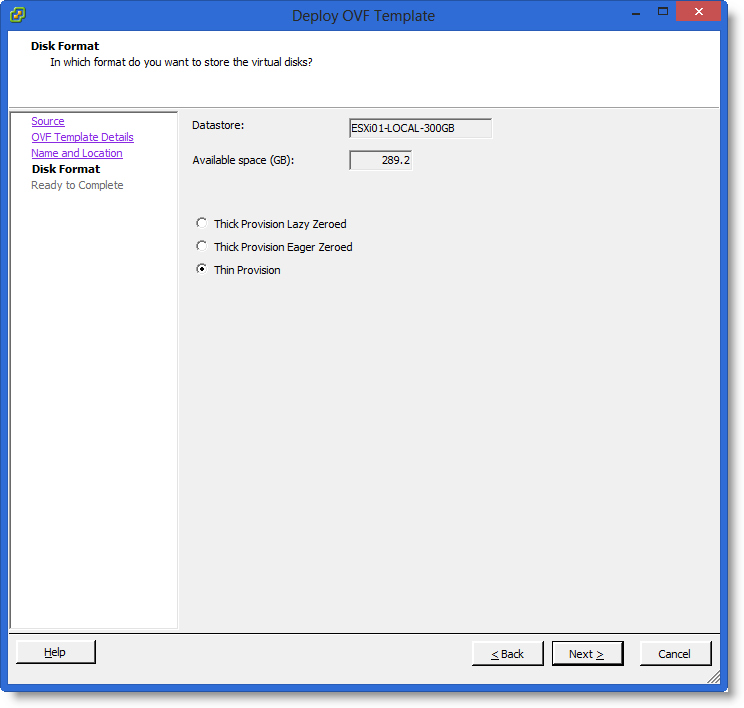 Deploy OVF Template
Disk Format
In which format do you want to store the virtual disks?
Source
OVF Template Details
Name and Location
Disk Format
Ready to Complete
Datastore:
ESXi01-LOCAL-300GB
Available space (GB):
289.2
Thick Provision Lazy Zeroed
Thick Provision Eager Zeroed
Thin Provision
Help
< Back
Next >
Cancel